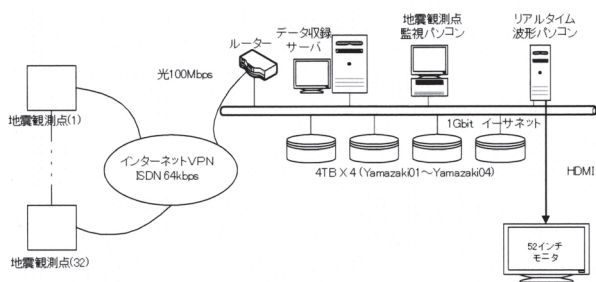 ルーター
データ収録
サーバ
地震観測点
監視パソコン
リアルタイム
波形パソコン
光100Mbps
地震観測点(1)
1Gbit イーサネット
インターネットVPN
ISDN 64kbps
4TB X 4 (Yamazaki01～Yamazaki04)
HDMI
地震観測点(32)
52インチ
モニタ